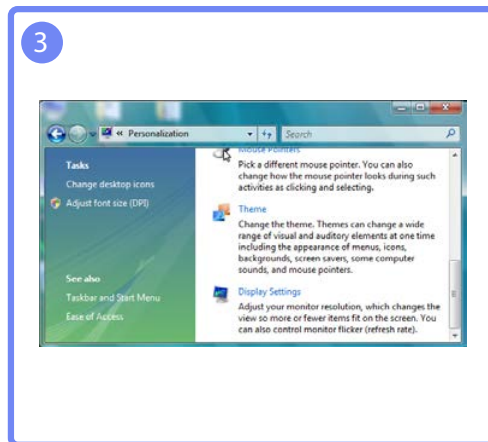 3
« Personalization
Search
Tasks
Change desktop icons
Adjust font size (DPI)
See also
Taskbar and Start Menu
Ease of Access
Mouse Pointers
Pick a different mouse pointer. You can also
change how the mouse pointer looks during such
activities as clicking and selecting.
Theme
Change the theme. Themes can change a wide
range of visual and auditory elements at one time
including the appearance of menus, icons,
backgrounds, screen savers, some computer
sounds, and mouse pointers.
Display Settings
Adjust your monitor resolution, which changes the
view so more or fewer items fit on the screen. You
can also control monitor flicker (refresh rate).